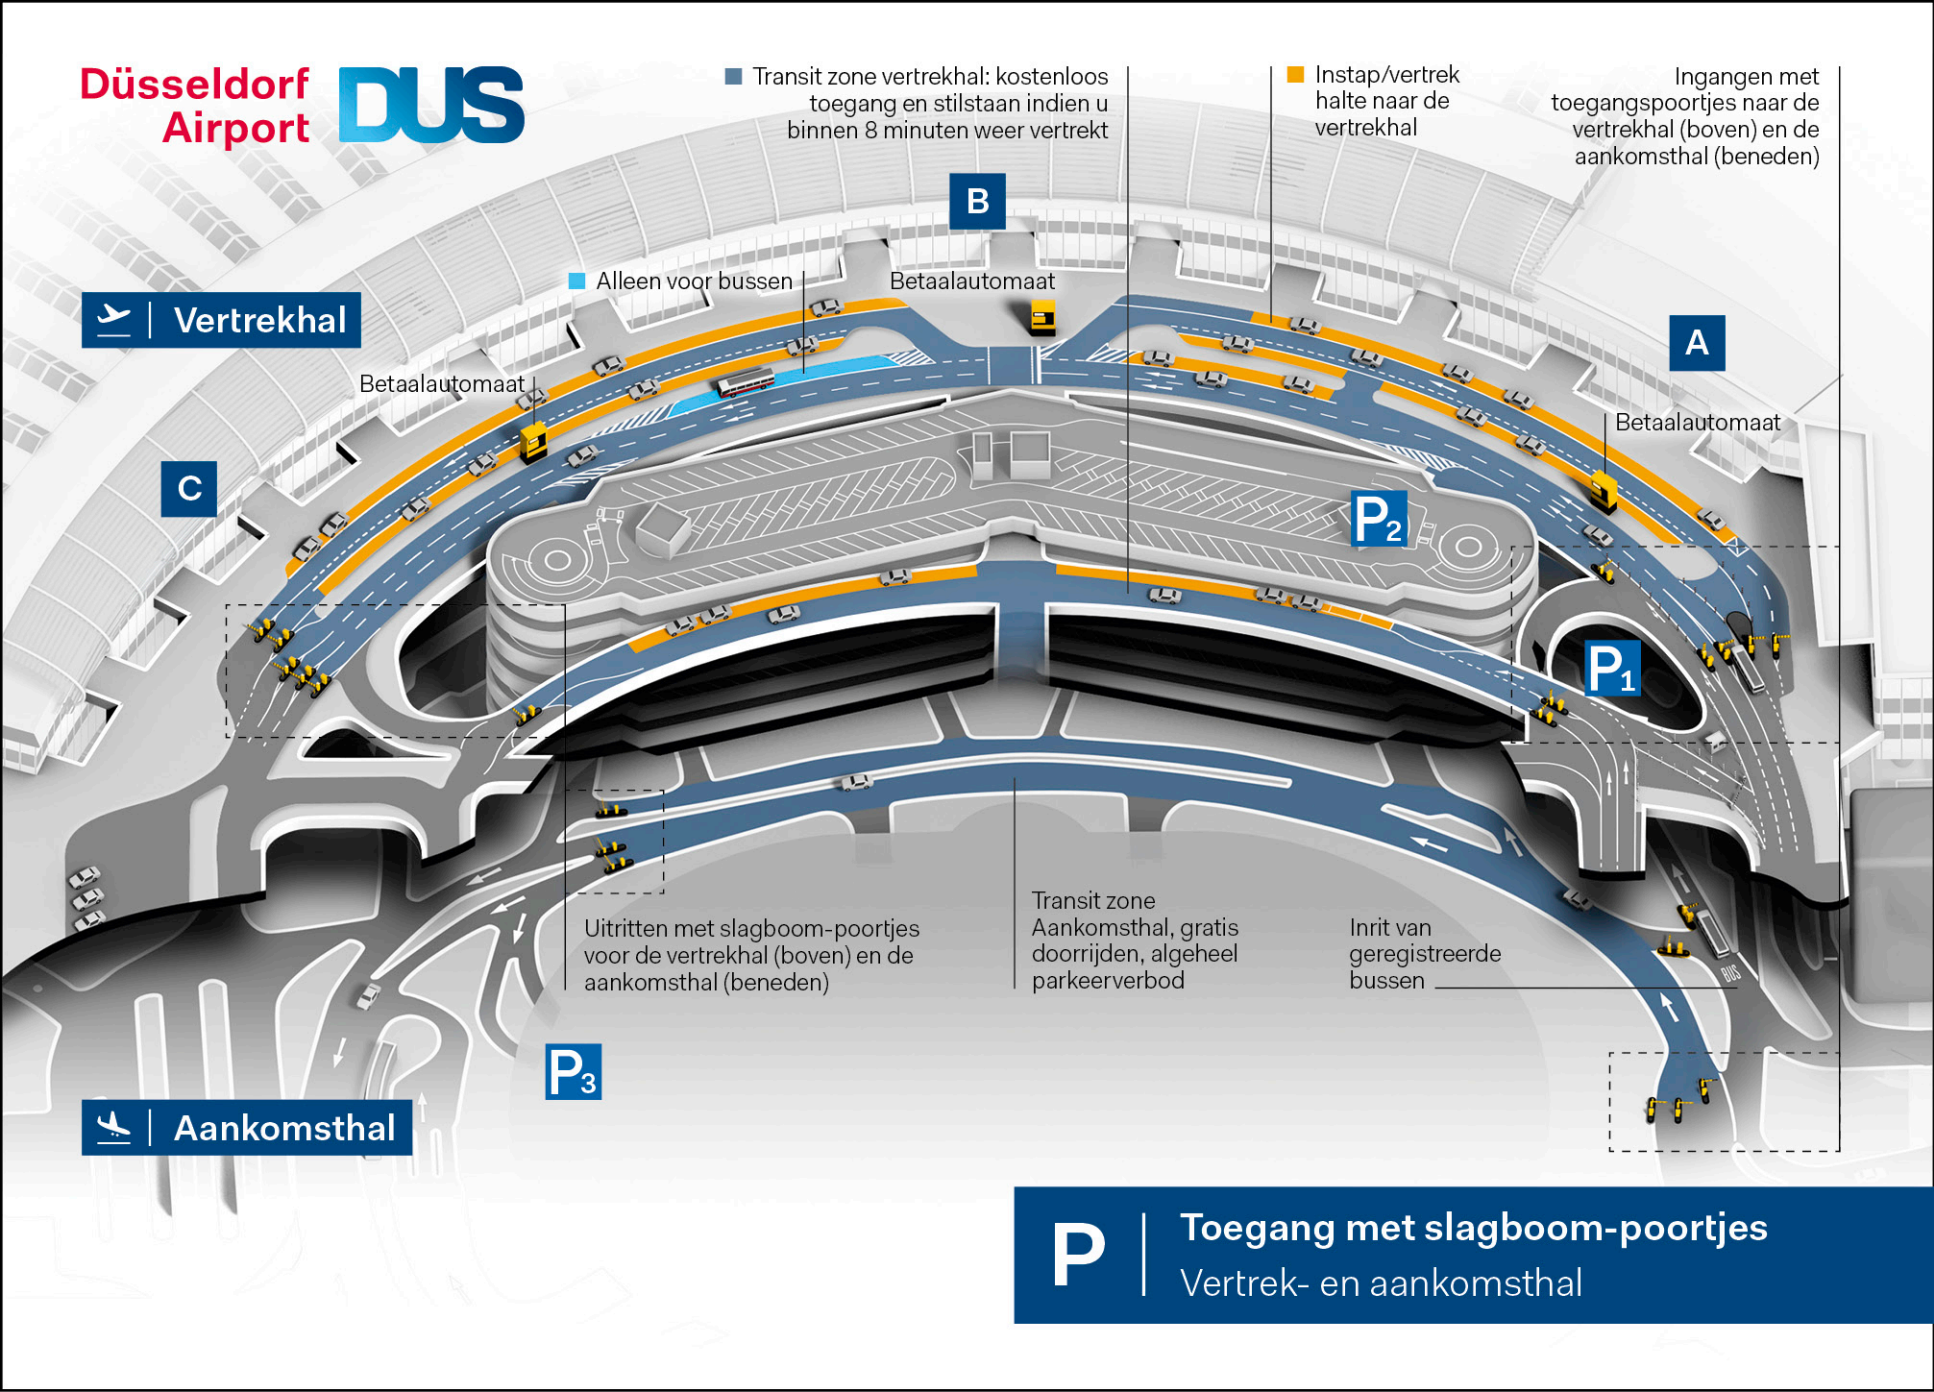 Düsseldorf
Airport
DUS
Transit zone vertrekhal: kostenloos
toegang en stilstaan indien u
binnen 8 minuten weer vertrekt
Instap/vertrek
halte naar de
vertrekhal
Ingangen met
toegangspoortjes naar de
vertrekhal (boven) en de
aankomsthal (beneden)
B
Alleen voor bussen
Betaalautomaat
Vertrekhal
A
Betaalautomaat
Betaalautomaat
C
P2
P1
Uitritten met slagboom-poortjes
voor de vertrekhal (boven) en de
aankomsthal (beneden)
Transit zone
Aankomsthal, gratis
doorrijden, algeheel
parkeerverbod
Inrit van
geregistreerde
bussen
BUS
P3
Aankomsthal
P
Toegang met slagboom-poortjes
Vertrek- en aankomsthal